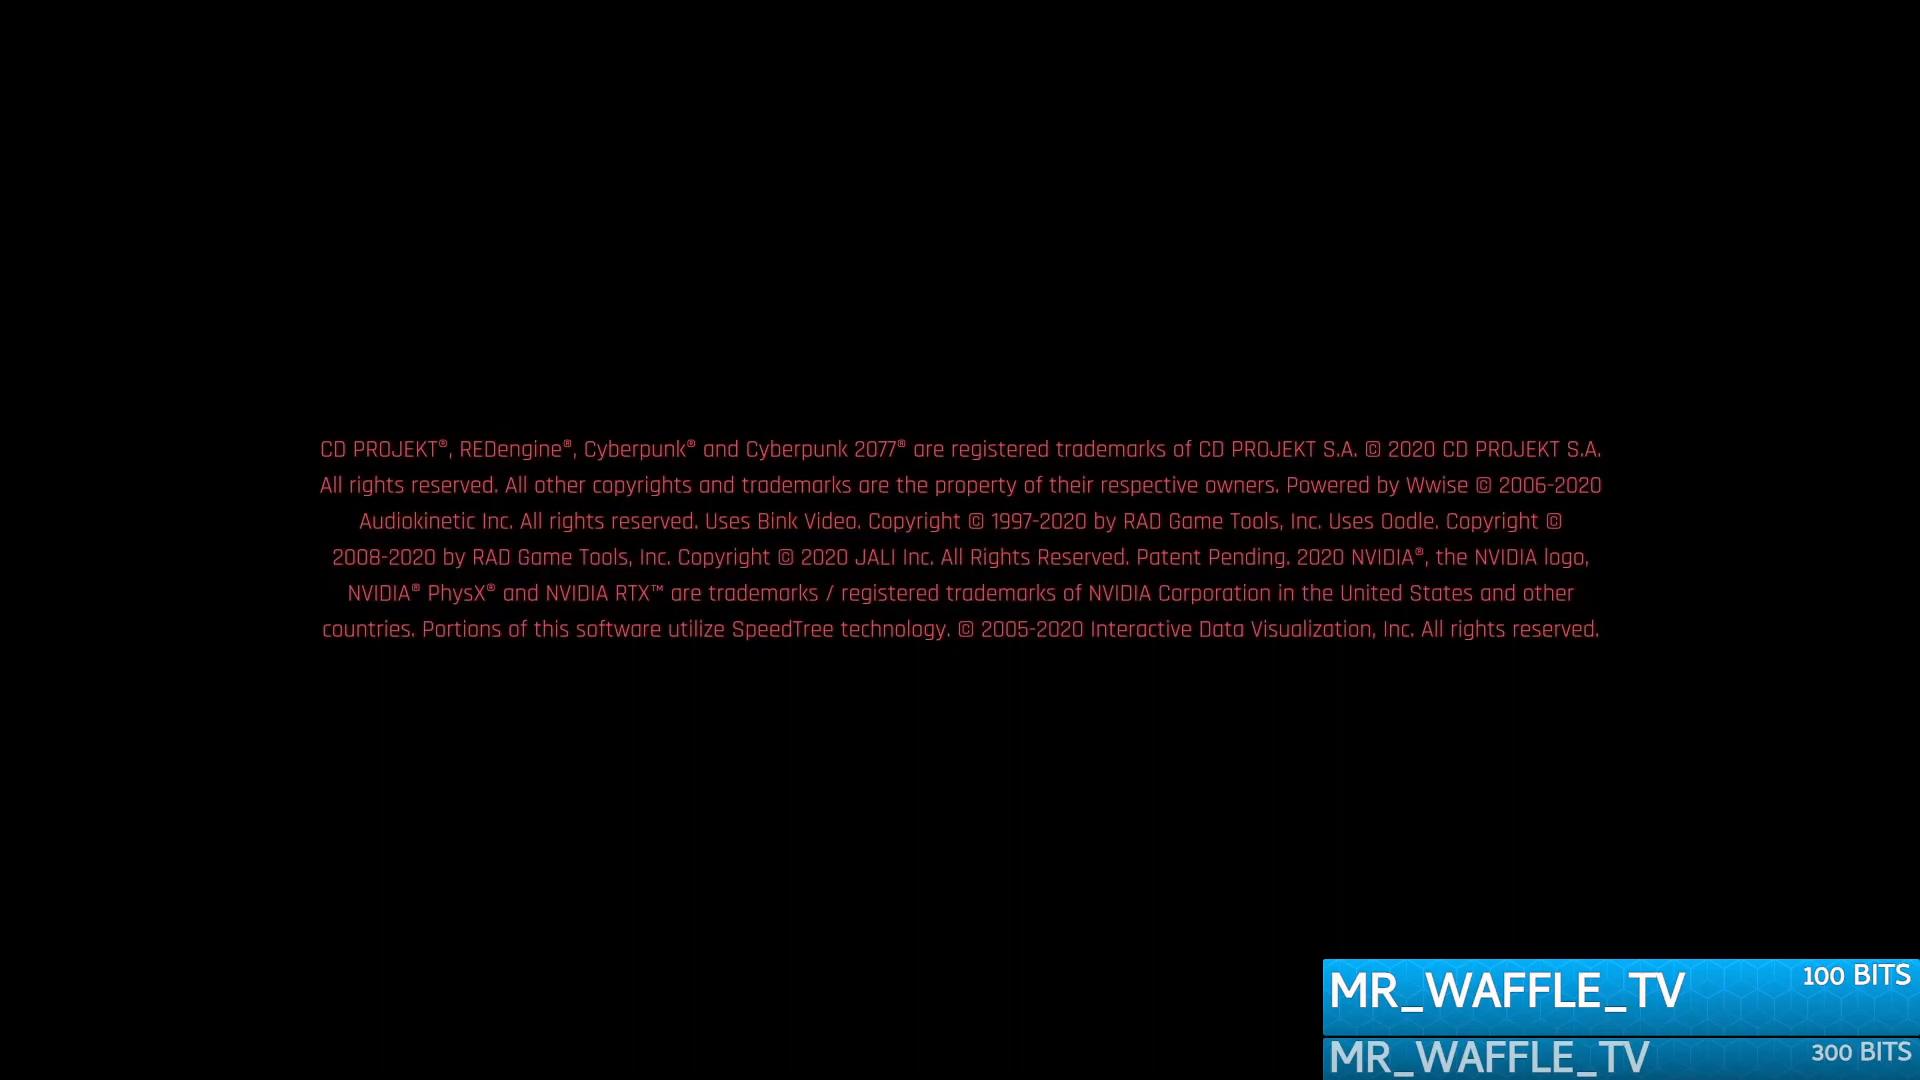 CD PROJEKT®, REDengine®, Cyberpunk® and Cyberpunk 2077® are registered trademarks of CD PROJEKT S.A. © 2020 CD PROJEKT S.A.
All rights reserved. All other copyrights and trademarks are the property of their respective owners. Powered by Wwise © 2006-2020
Audiokinetic Inc. All rights reserved. Uses Bink Video. Copyright © 1997-2020 by RAD Game Tools, Inc. Uses Oodle. Copyright ©
2008-2020 by RAD Game Tools, Inc. Copyright © 2020 JALI Inc. All Rights Reserved. Patent Pending. 2020 NVIDIA®, the NVIDIA logo,
NVIDIA® PhysX® and NVIDIA RTX™ are trademarks / registered trademarks of NVIDIA Corporation in the United States and other
countries. Portions of this software utilize SpeedTree technology. © 2005-2020 Interactive Data Visualization, Inc. All rights reserved.
MR_WAFFLE_TV 100 BITS
MR_WAFFLE_TV 300 BITS